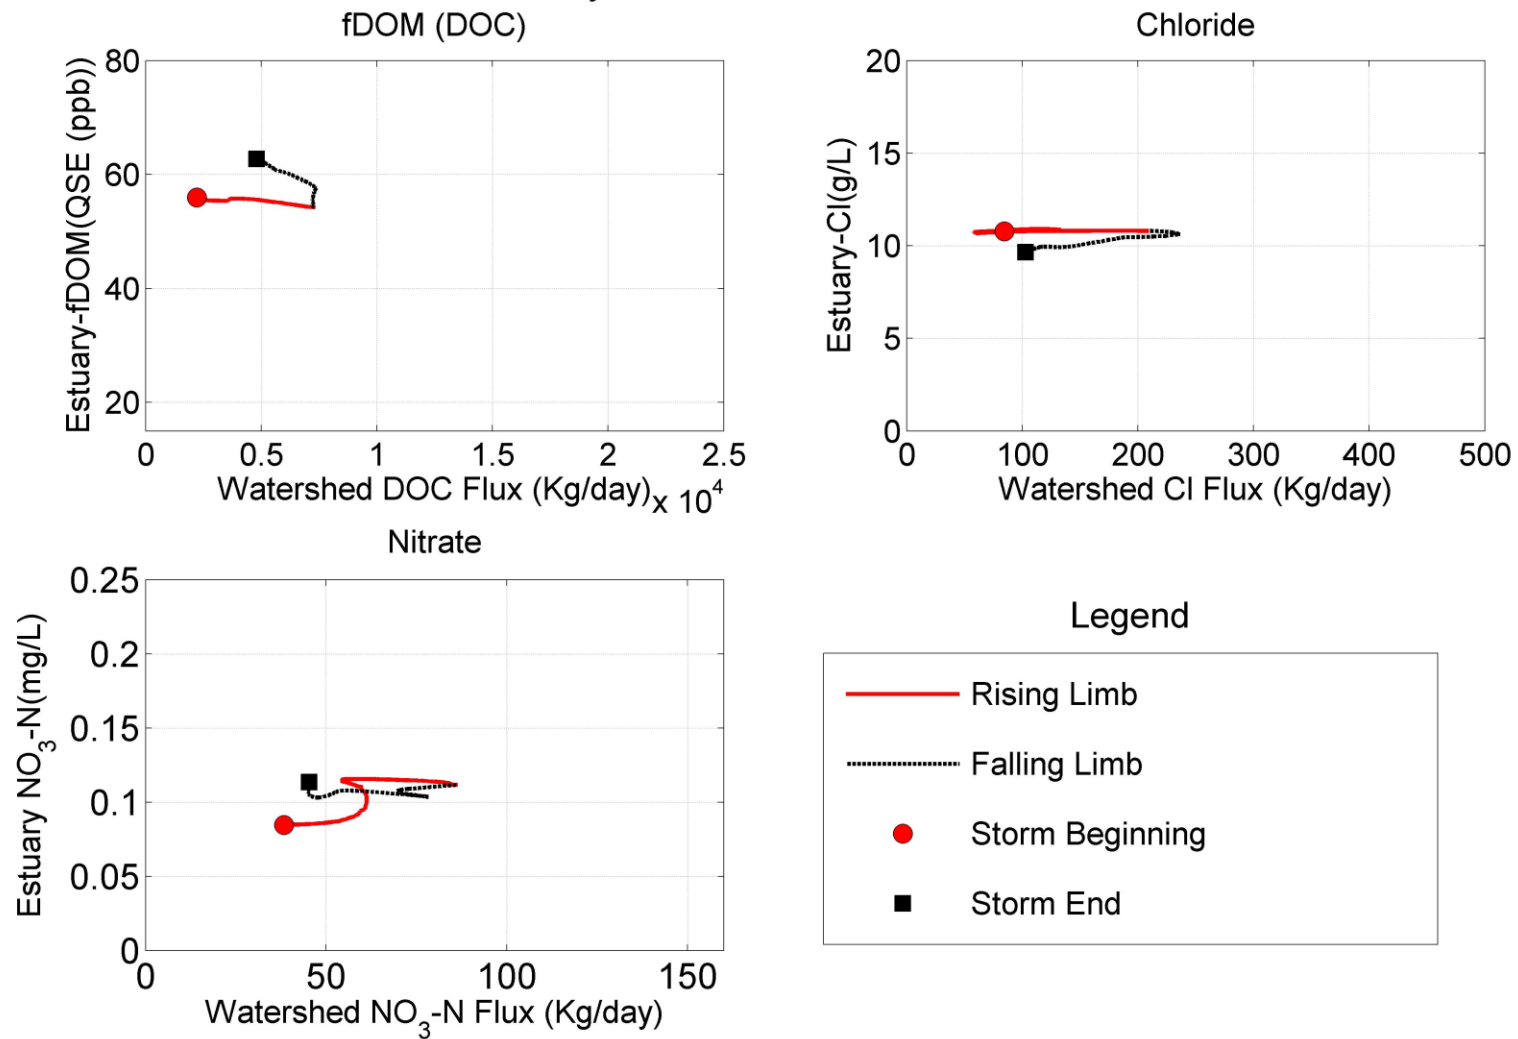 fDOM (DOC)
Estuary-fDOM(QSE (ppb))
80
60
40
20
0
0.5
1
1.5
2
2.5
Watershed DOC Flux (Kg/day)
x 10^4
Chloride
Estuary-Cl(g/L)
20
15
10
5
0
0
100
200
300
400
500
Watershed Cl Flux (Kg/day)
Nitrate
Estuary NO_3-N(mg/L)
0.25
0.2
0.15
0.1
0.05
0
0
50
100
150
Watershed NO_3-N Flux (Kg/day)
Legend
Rising Limb
Falling Limb
Storm Beginning
Storm End